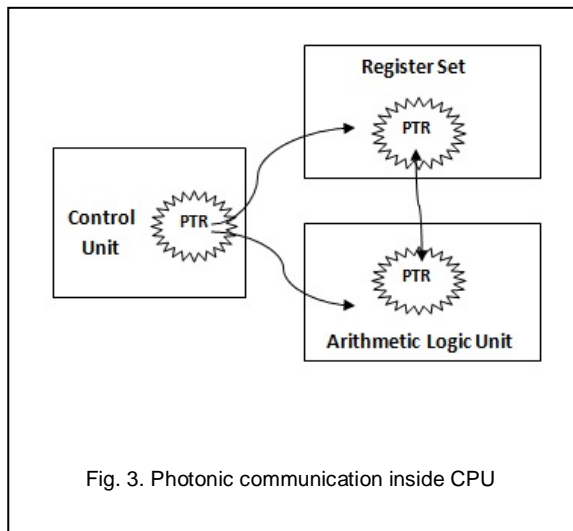 Register Set
PTR
Control
Unit
PTR
PTR
Arithmetic Logic Unit
Fig. 3. Photonic communication inside CPU